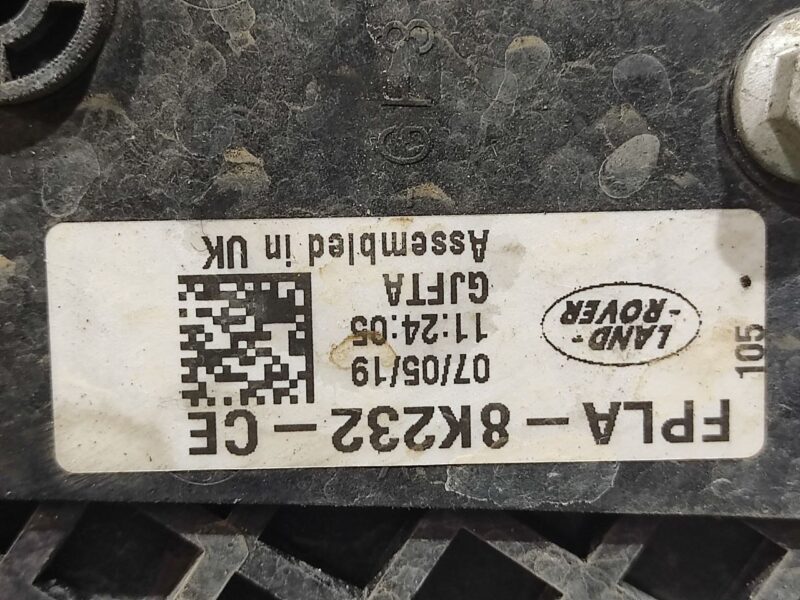 FPLA-8K232-CE
07/05/19
11:24:05
GJFTA
Assembled in UK
LAND-
-ROVER
105